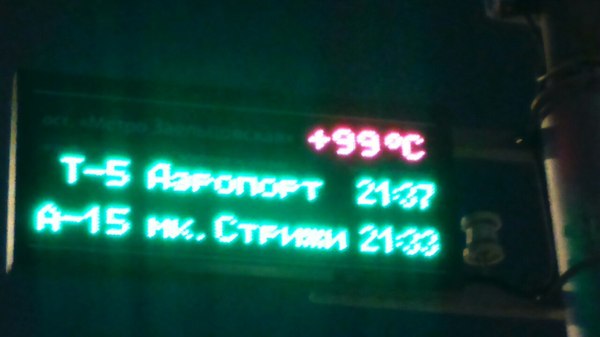 +99°C
Т-5 Аэропорт 21:37
А-15 мк.Стрижи 21:33